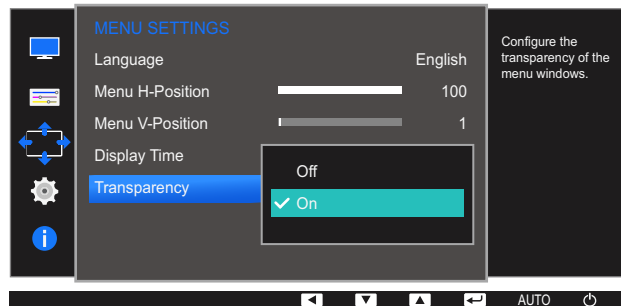 MENU SETTINGS
Language English
Menu H-Position 100
Menu V-Position 1
Display Time
Transparency
Off
On
Configure the
transparency of the
menu windows.
AUTO